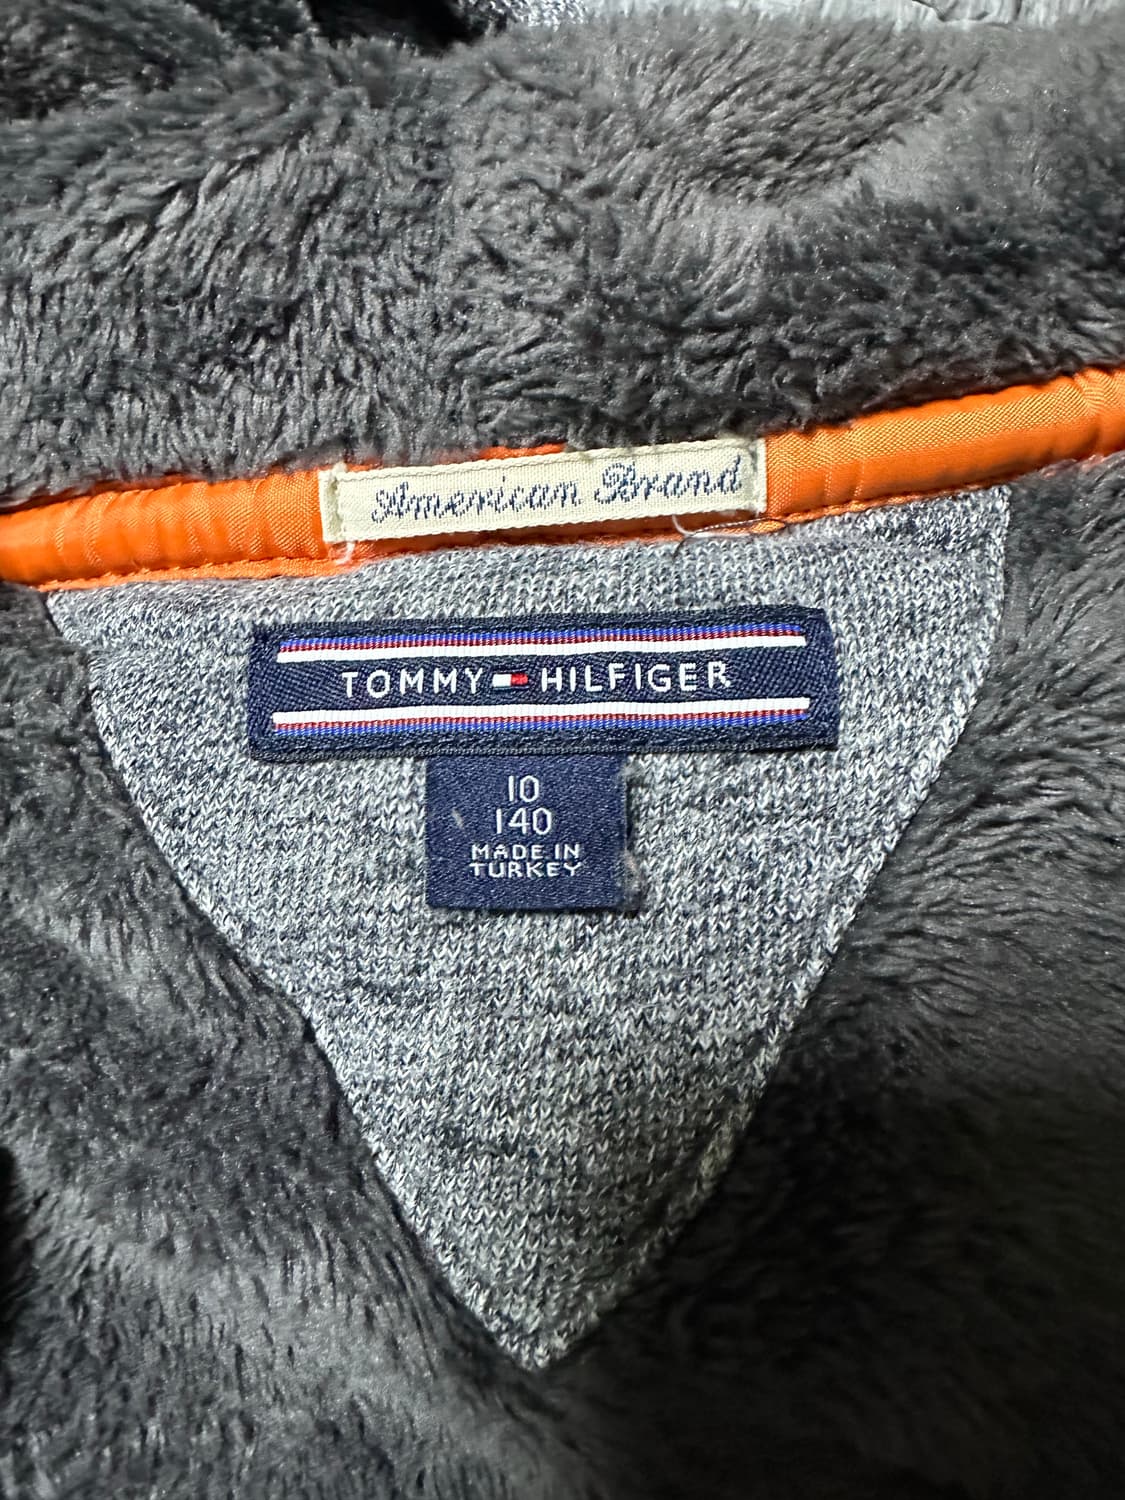 American Brand
TOMMY HILFIGER
10
140
MADE IN
TURKEY